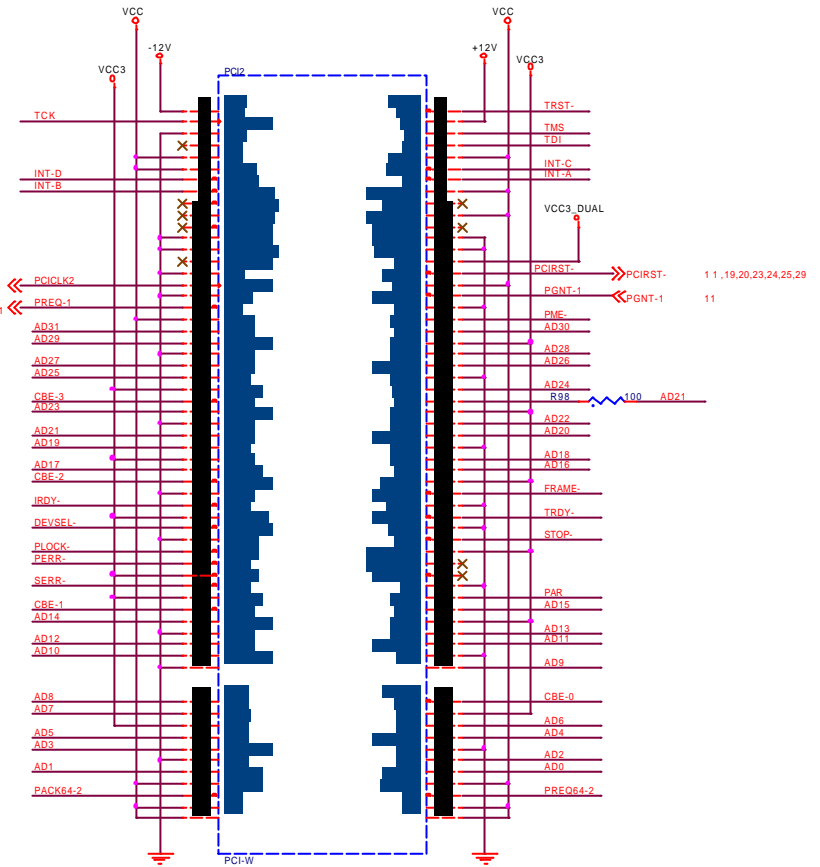 VCC
VCC
-12V
+12V
VCC3
VCC3
PCI2
TCK
TRST-
TMS
TDI
INT-D
INT-C
INT-B
INT-A
VCC3_DUAL
PCICLK2
PCIRST-
PCIRST-
11,19,20,23,24,25,29
PREQ-1
PGNT-1
PGNT-1
11
1
PME-
AD31
AD30
AD29
AD28
AD27
AD26
AD25
AD24
CBE-3
R98
100
AD21
AD23
AD22
AD21
AD20
AD19
AD18
AD17
AD16
CBE-2
FRAME-
IRDY-
TRDY-
DEVSEL-
STOP-
PLOCK-
PERR-
SERR-
PAR
CBE-1
AD15
AD14
AD13
AD12
AD11
AD10
AD9
AD8
CBE-0
AD7
AD6
AD5
AD4
AD3
AD2
AD1
AD0
PACK64-2
PREQ64-2
PCI-W